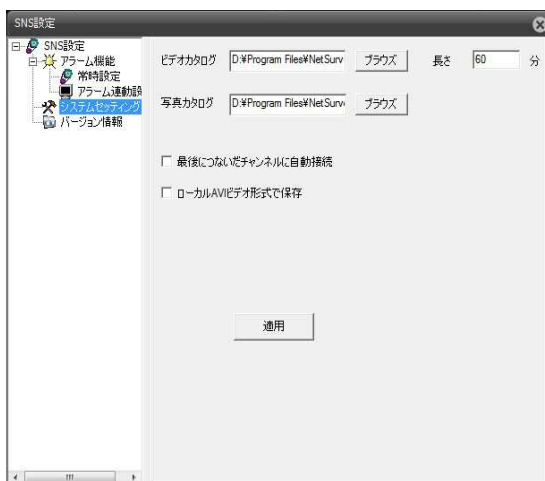 SNS設定
SNS設定
アラーム機能
常時設定
アラーム連動設
システムセッティング
バージョン情報
ビデオカタログ D:¥Program Files¥NetSurv ブラウズ 長さ 60 分
写真カタログ D:¥Program Files¥NetSurv ブラウズ
最後につないだチャンネルに自動接続
ローカルAVIビデオ形式で保存
適用